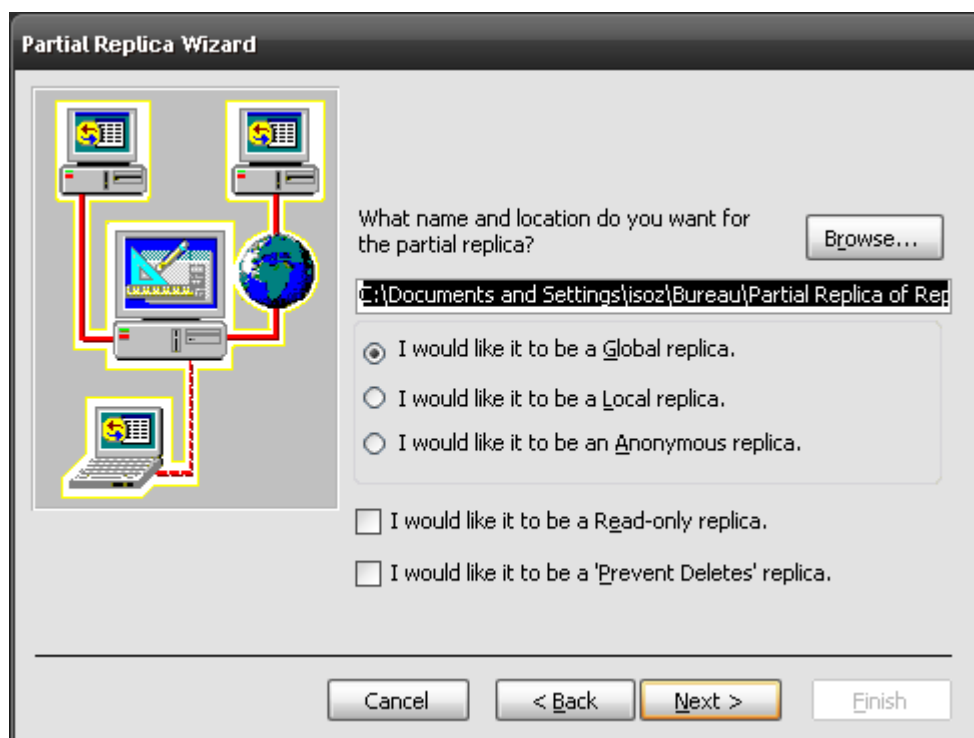 Partial Replica Wizard
What name and location do you want for
the partial replica?
Browse...
C:\Documents and Settings\isoz\Bureau\Partial Replica of Rep
I would like it to be a Global replica.
I would like it to be a Local replica.
I would like it to be an Anonymous replica.
I would like it to be a Read-only replica.
I would like it to be a 'Prevent Deletes' replica.
Cancel
< Back
Next >
Finish